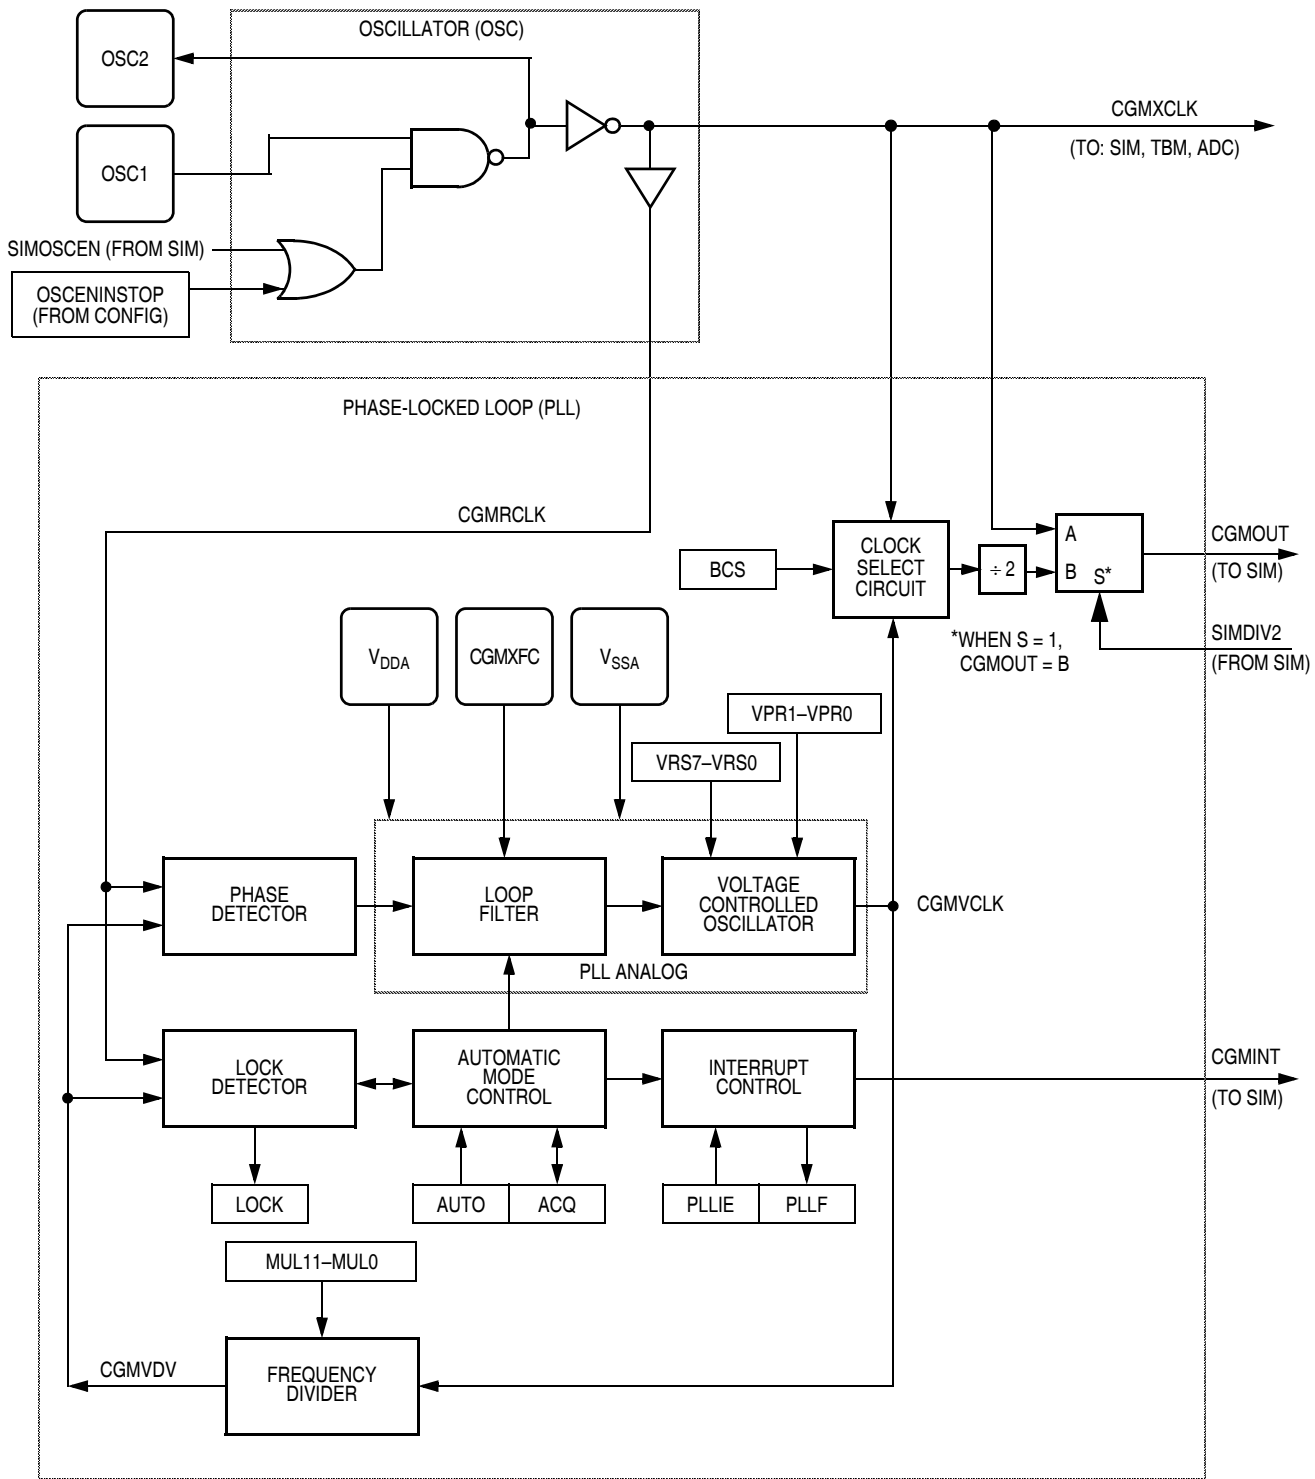 OSCILLATOR (OSC)
OSC2
OSC1
CGMXCLK
(TO: SIM, TBM, ADC)
SIMOSCEN (FROM SIM)
OSCENINSTOP
(FROM CONFIG)
PHASE-LOCKED LOOP (PLL)
CGMRCLK
BCS
CLOCK
SELECT
CIRCUIT
÷ 2
A
B
S*
CGMOUT
(TO SIM)
*WHEN S = 1,
CGMOUT = B
SIMDIV2
(FROM SIM)
VDDA
CGMXFC
VSSA
VPR1–VPR0
VRS7–VRS0
PHASE
DETECTOR
LOOP
FILTER
VOLTAGE
CONTROLLED
OSCILLATOR
CGMVCLK
PLL ANALOG
LOCK
DETECTOR
AUTOMATIC
MODE
CONTROL
INTERRUPT
CONTROL
CGMINT
(TO SIM)
LOCK
AUTO
ACQ
PLLIE
PLLF
MUL11–MUL0
CGMVDV
FREQUENCY
DIVIDER